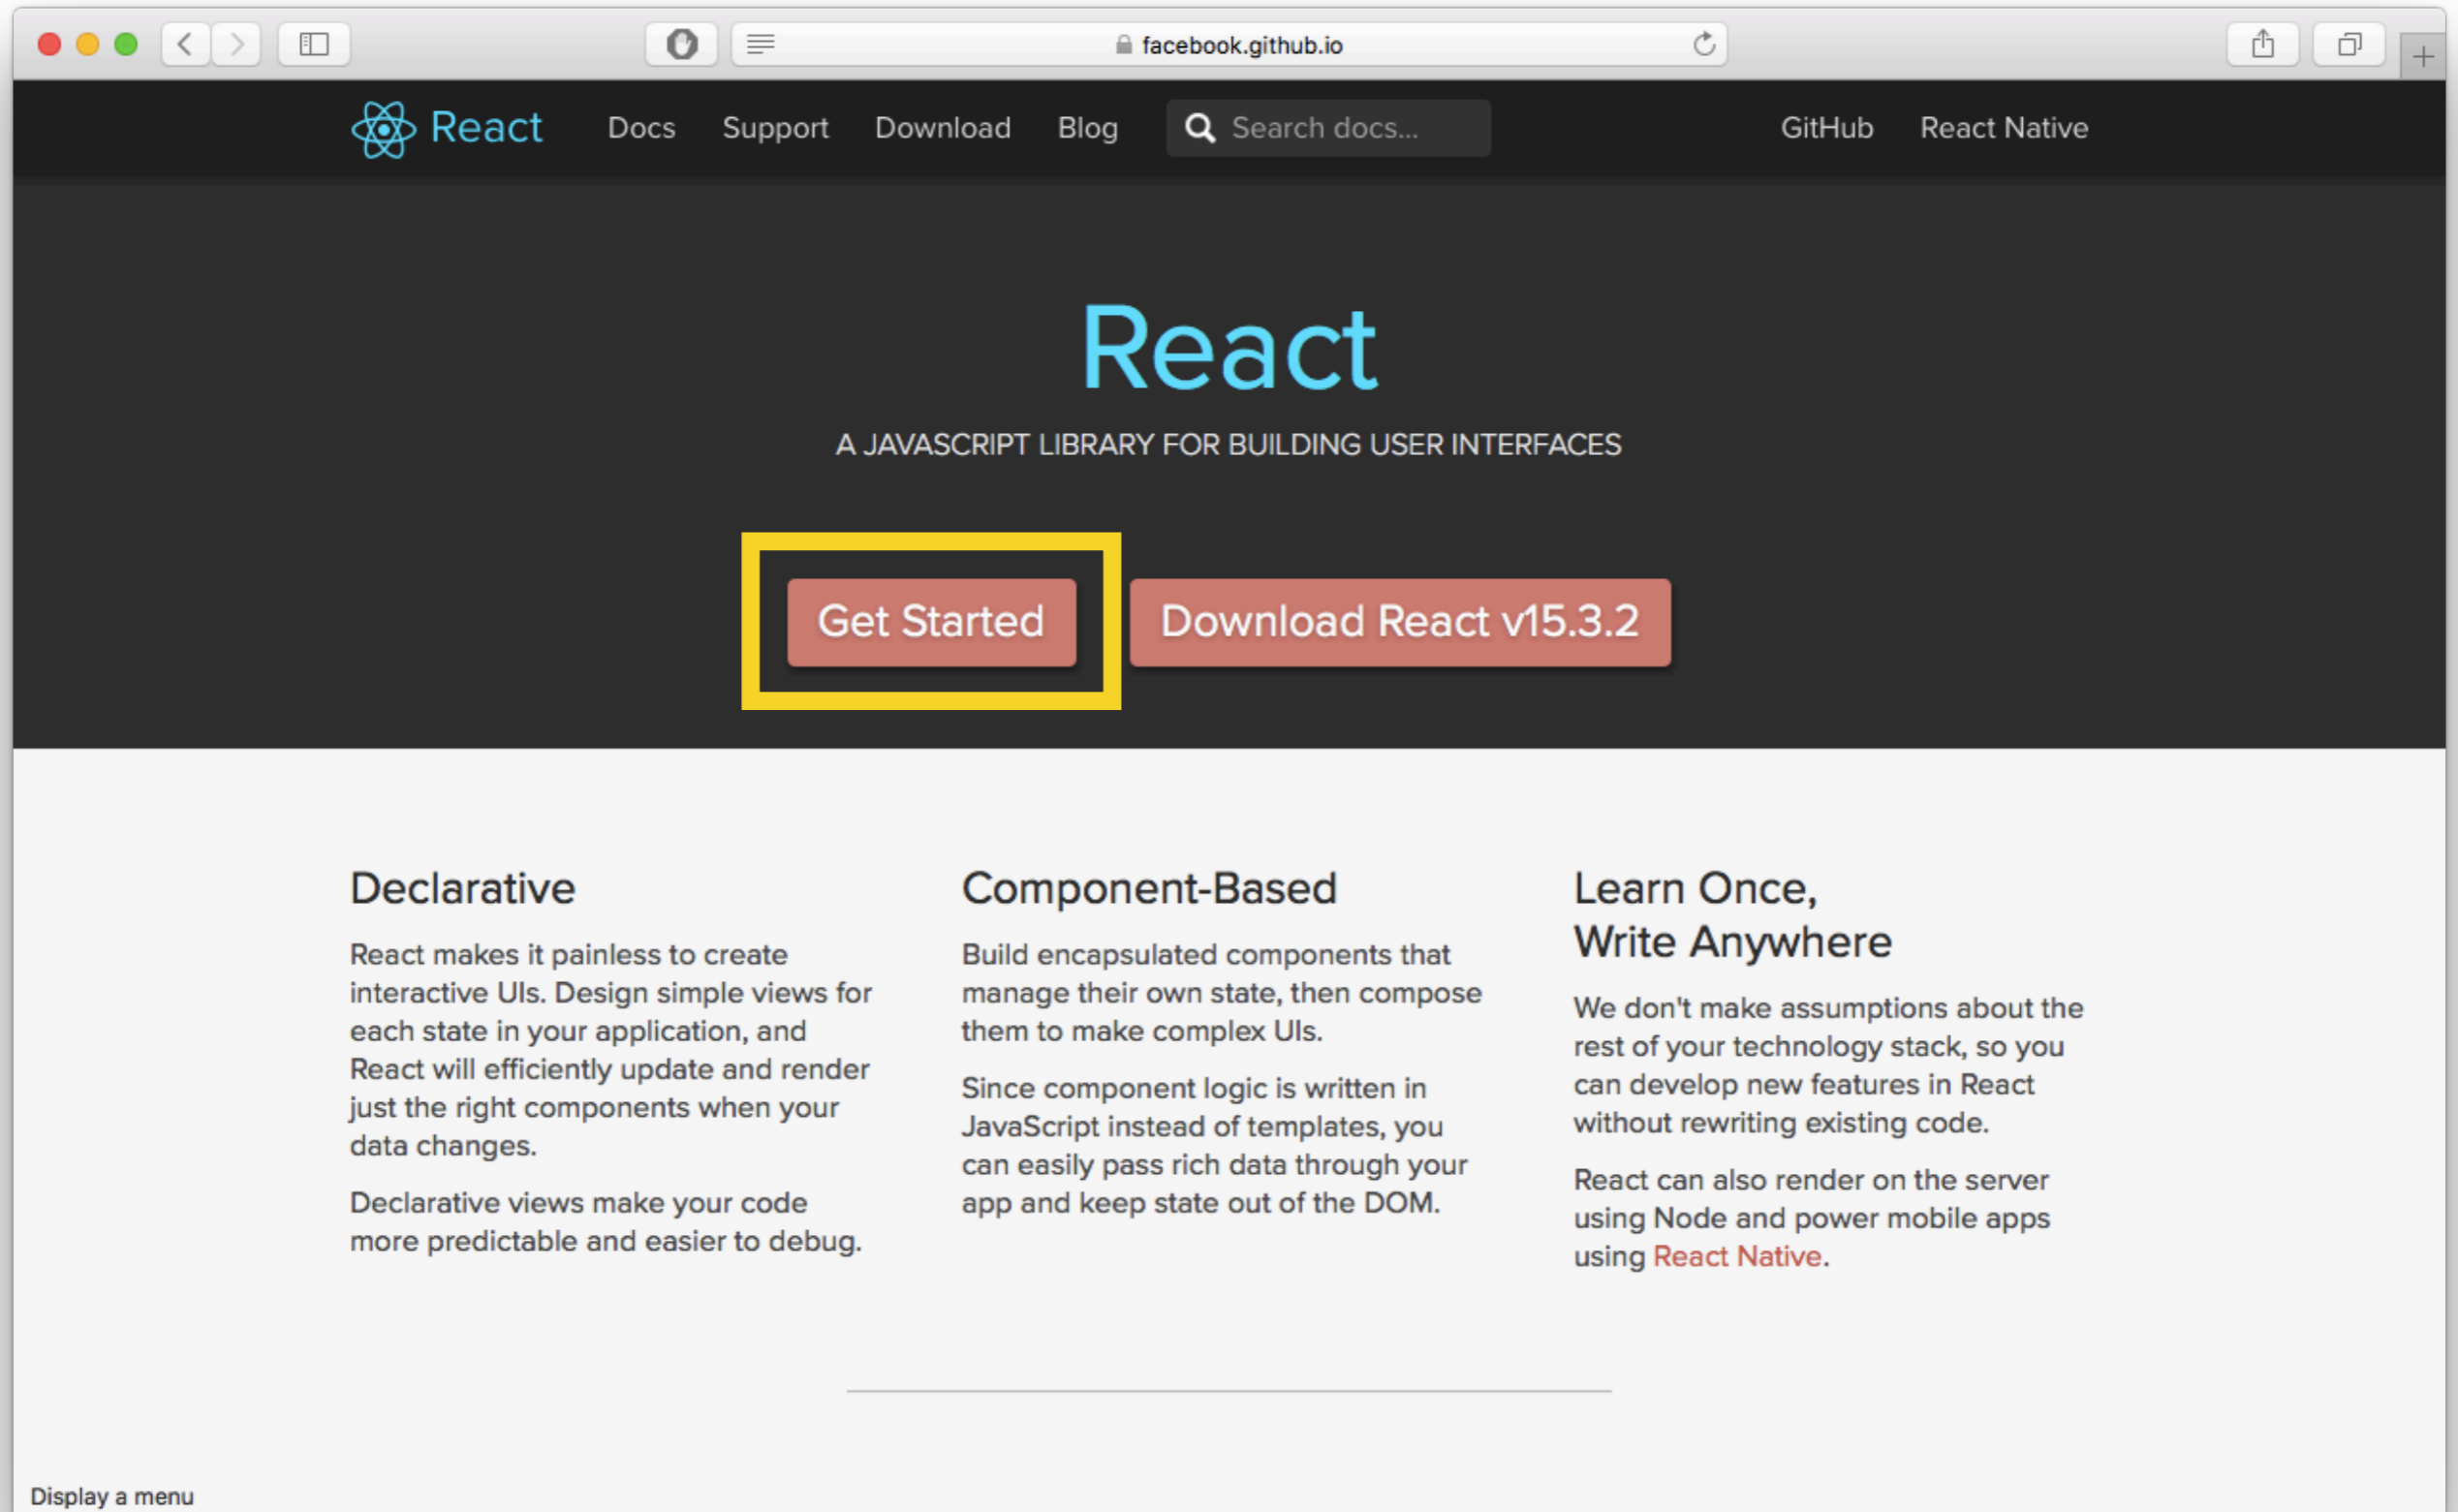 facebook.github.io
React Docs Support Download Blog Search docs... GitHub React Native
React
A JAVASCRIPT LIBRARY FOR BUILDING USER INTERFACES
Get Started Download React v15.3.2
Declarative
React makes it painless to create
interactive UIs. Design simple views for
each state in your application, and
React will efficiently update and render
just the right components when your
data changes.
Declarative views make your code
more predictable and easier to debug.
Component-Based
Build encapsulated components that
manage their own state, then compose
them to make complex UIs.
Since component logic is written in
JavaScript instead of templates, you
can easily pass rich data through your
app and keep state out of the DOM.
Learn Once,
Write Anywhere
We don't make assumptions about the
rest of your technology stack, so you
can develop new features in React
without rewriting existing code.
React can also render on the server
using Node and power mobile apps
using React Native.
Display a menu